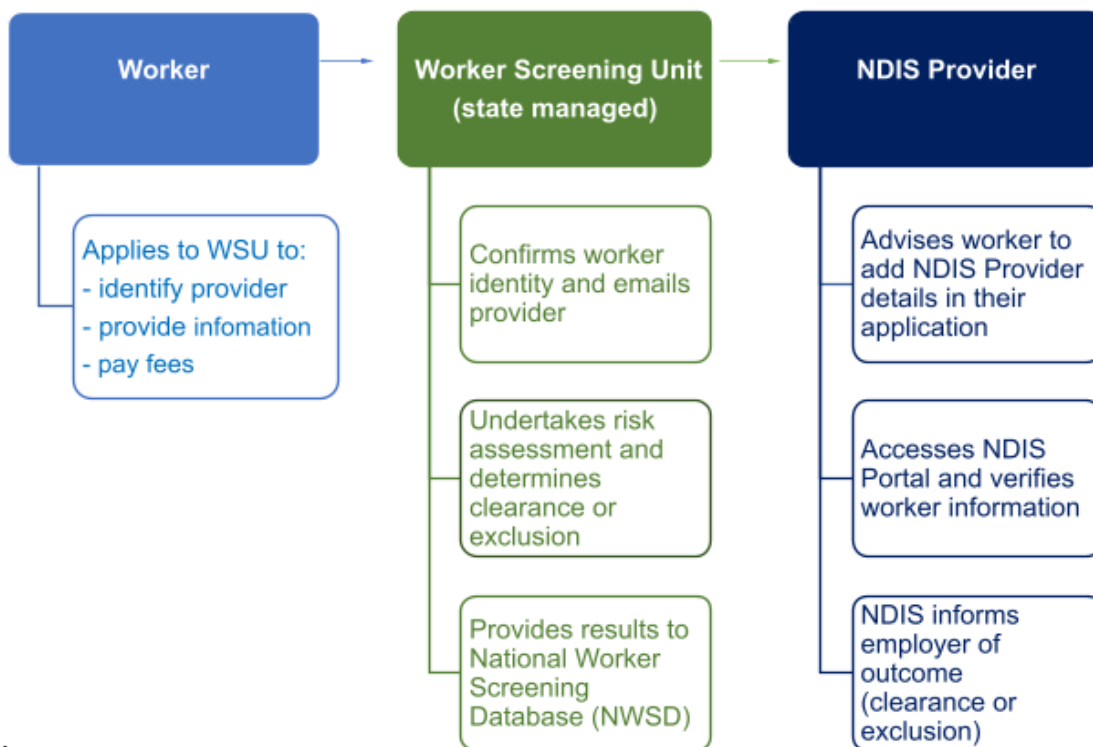 Worker
Worker Screening Unit
(state managed)
NDIS Provider
Applies to WSU to:
- identify provider
- provide infomation
- pay fees
Confirms worker
identity and emails
provider
Undertakes risk
assessment and
determines
clearance or
exclusion
Provides results to
National Worker
Screening
Database (NWSD)
Advises worker to
add NDIS Provider
details in their
application
Accesses NDIS
Portal and verifies
worker information
NDIS informs
employer of
outcome
(clearance or
exclusion)